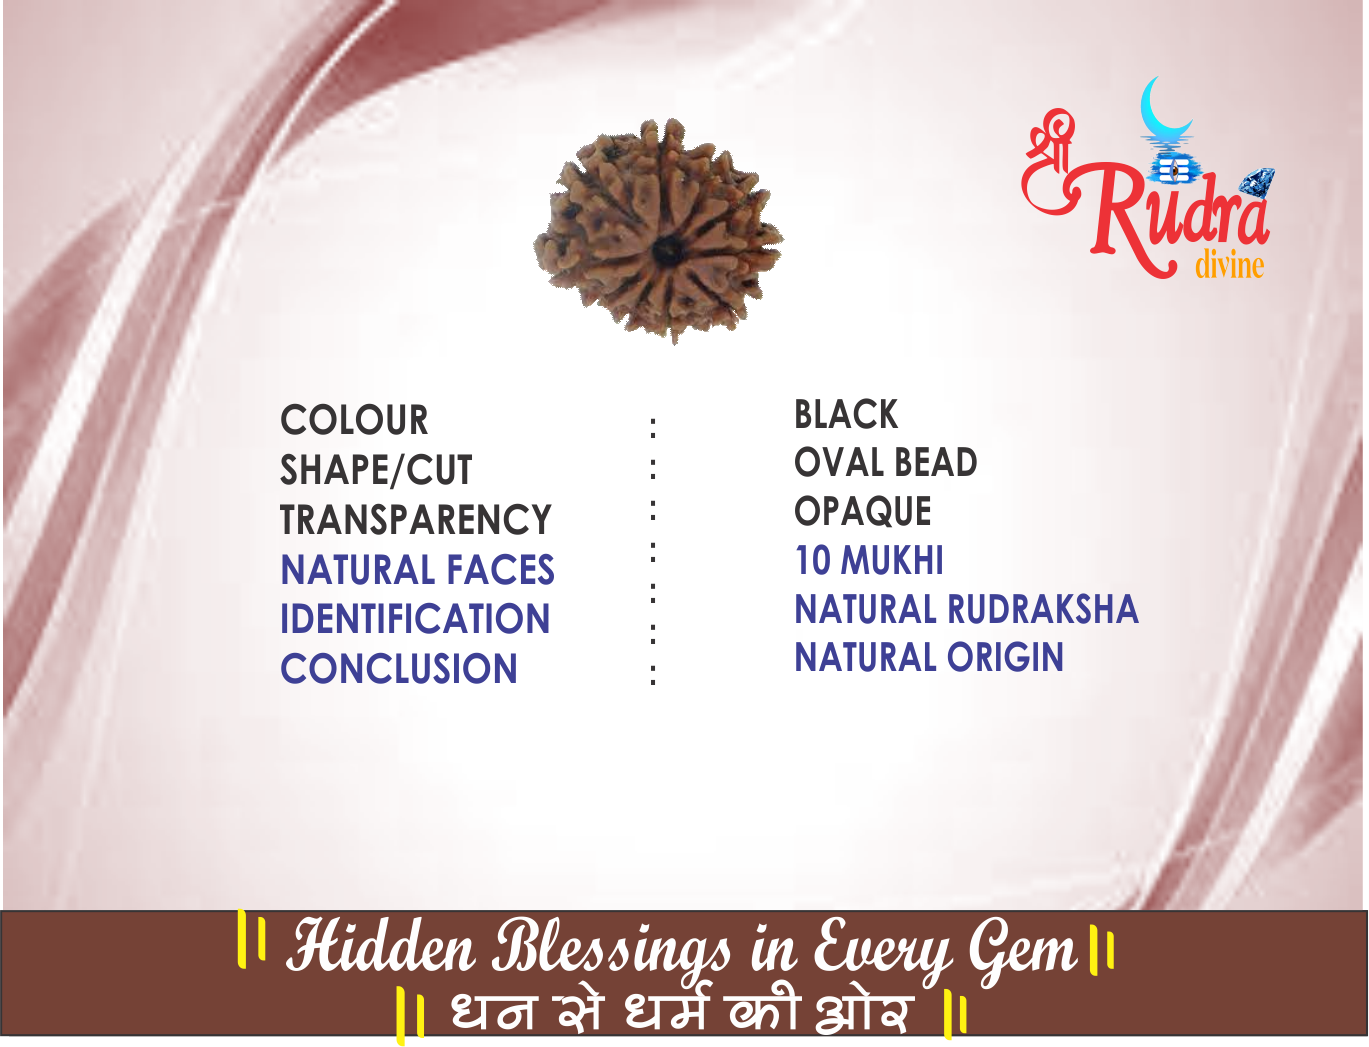 श्री
Rudra
divine
COLOUR : BLACK
SHAPE/CUT : OVAL BEAD
TRANSPARENCY : OPAQUE
NATURAL FACES : 10 MUKHI
IDENTIFICATION : NATURAL RUDRAKSHA
CONCLUSION : NATURAL ORIGIN
:
|| Hidden Blessings in Every Gem ||
|| धन से धर्म की ओर ||